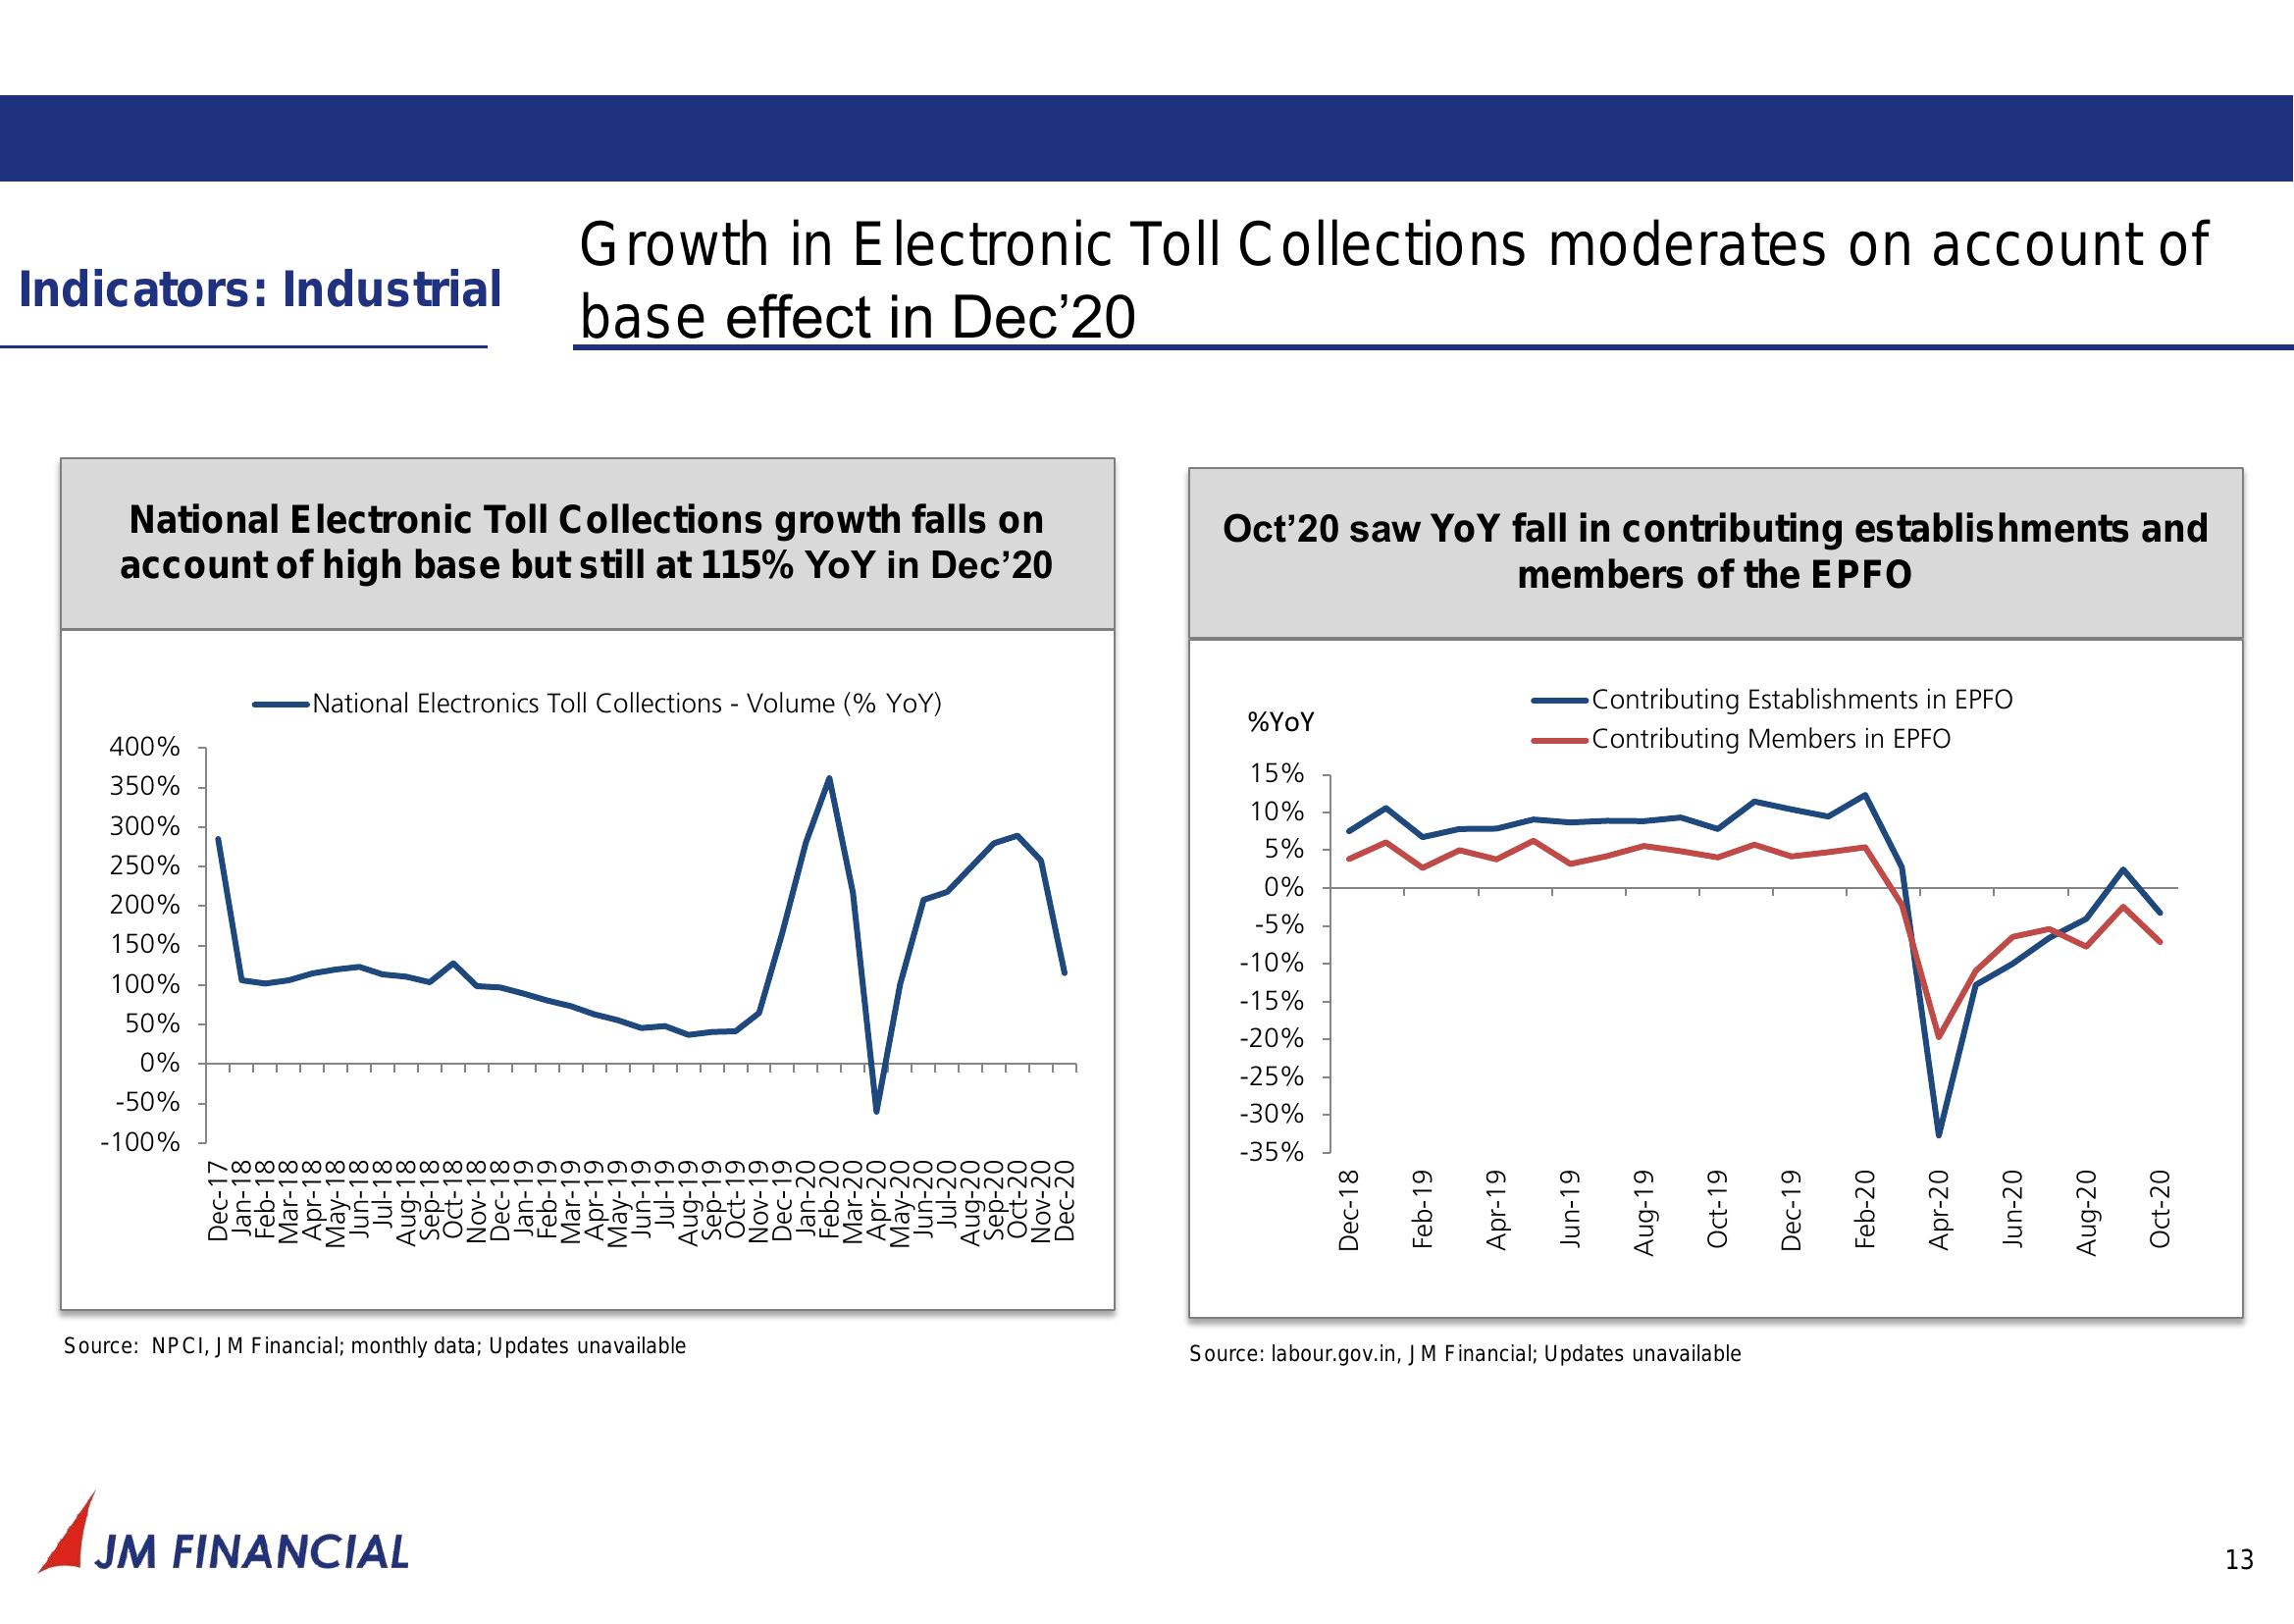 Indicators: Industrial
Growth in Electronic Toll Collections moderates on account of
base effect in Dec’20
National Electronic Toll Collections growth falls on
account of high base but still at 115% YoY in Dec’20
National Electronics Toll Collections - Volume (% YoY)
400%
350%
300%
250%
200%
150%
100%
50%
0%
-50%
-100%
Dec-17
Jan-18
Feb-18
Mar-18
Apr-18
May-18
Jun-18
Jul-18
Aug-18
Sep-18
Oct-18
Nov-18
Dec-18
Jan-19
Feb-19
Mar-19
Apr-19
May-19
Jun-19
Jul-19
Aug-19
Sep-19
Oct-19
Nov-19
Dec-19
Jan-20
Feb-20
Mar-20
Apr-20
May-20
Jun-20
Jul-20
Aug-20
Sep-20
Oct-20
Nov-20
Dec-20
Source: NPCI, JM Financial; monthly data; Updates unavailable
Oct’20 saw YoY fall in contributing establishments and
members of the EPFO
%YoY
Contributing Establishments in EPFO
Contributing Members in EPFO
15%
10%
5%
0%
-5%
-10%
-15%
-20%
-25%
-30%
-35%
Dec-18
Feb-19
Apr-19
Jun-19
Aug-19
Oct-19
Dec-19
Feb-20
Apr-20
Jun-20
Aug-20
Oct-20
Source: labour.gov.in, JM Financial; Updates unavailable
JM FINANCIAL
13